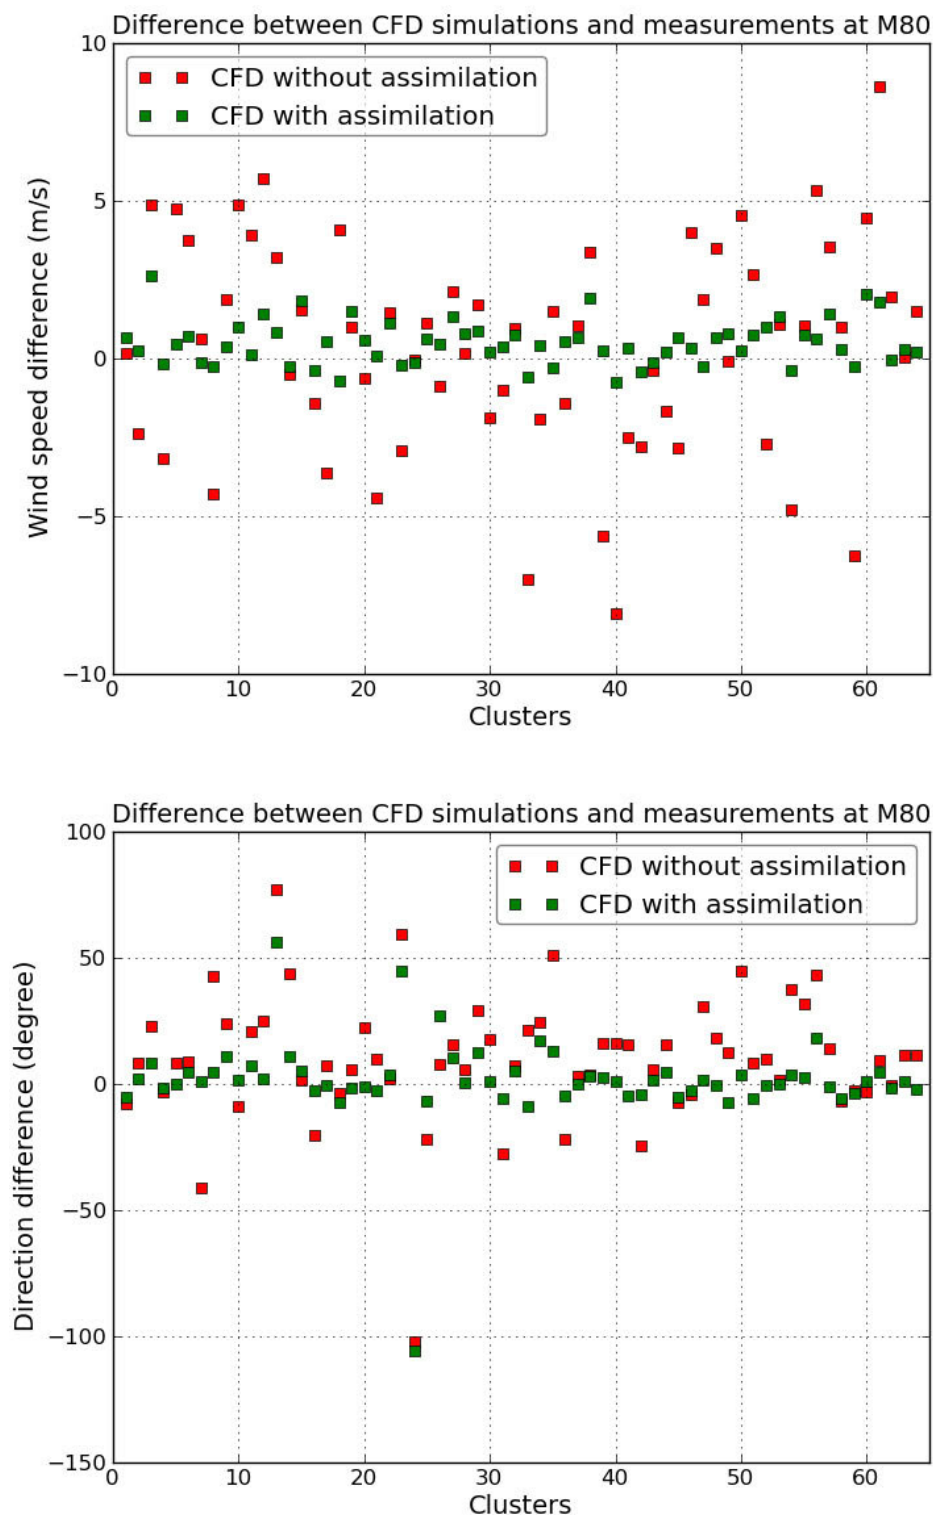 Difference between CFD simulations and measurements at M80
10
CFD without assimilation
CFD with assimilation
5
Wind speed difference (m/s)
0
−5
−10
0 10 20 30 40 50 60
Clusters
Difference between CFD simulations and measurements at M80
100
CFD without assimilation
CFD with assimilation
50
Direction difference (degree)
0
−50
−100
−150
0 10 20 30 40 50 60
Clusters